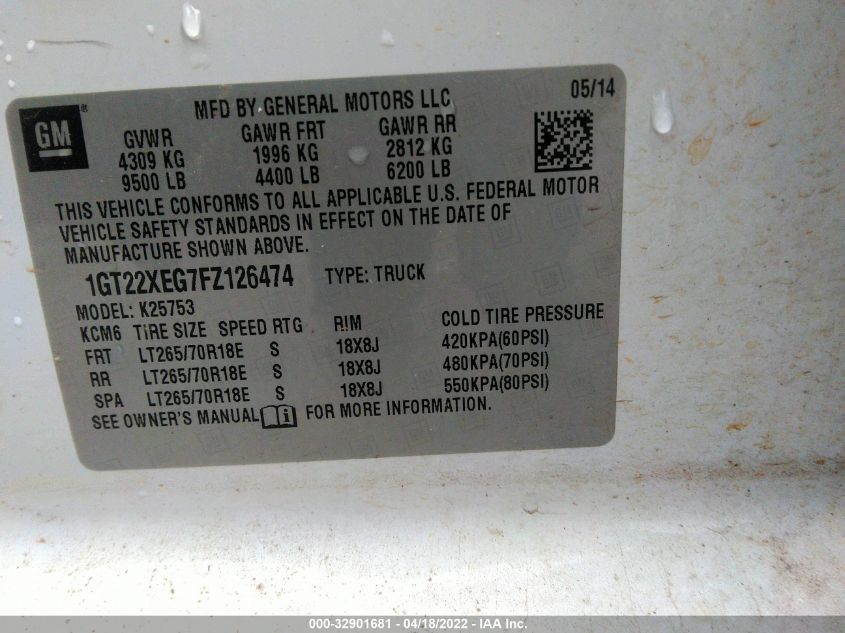 GM ®
MFD BY GENERAL MOTORS LLC 05/14
GVWR GAWR FRT GAWR RR
4309 KG 1996 KG 2812 KG
9500 LB 4400 LB 6200 LB
THIS VEHICLE CONFORMS TO ALL APPLICABLE U.S. FEDERAL MOTOR
VEHICLE SAFETY STANDARDS IN EFFECT ON THE DATE OF
MANUFACTURE SHOWN ABOVE.
1GT22XEG7FZ126474 TYPE: TRUCK
MODEL: K25753
KCM6 TIRE SIZE SPEED RTG RIM COLD TIRE PRESSURE
FRT LT265/70R18E S 18X8J 420KPA(60PSI)
RR LT265/70R18E S 18X8J 480KPA(70PSI)
SPA LT265/70R18E S 18X8J 550KPA(80PSI)
SEE OWNER'S MANUAL FOR MORE INFORMATION.
000-32901681 - 04/18/2022 - IAA Inc.